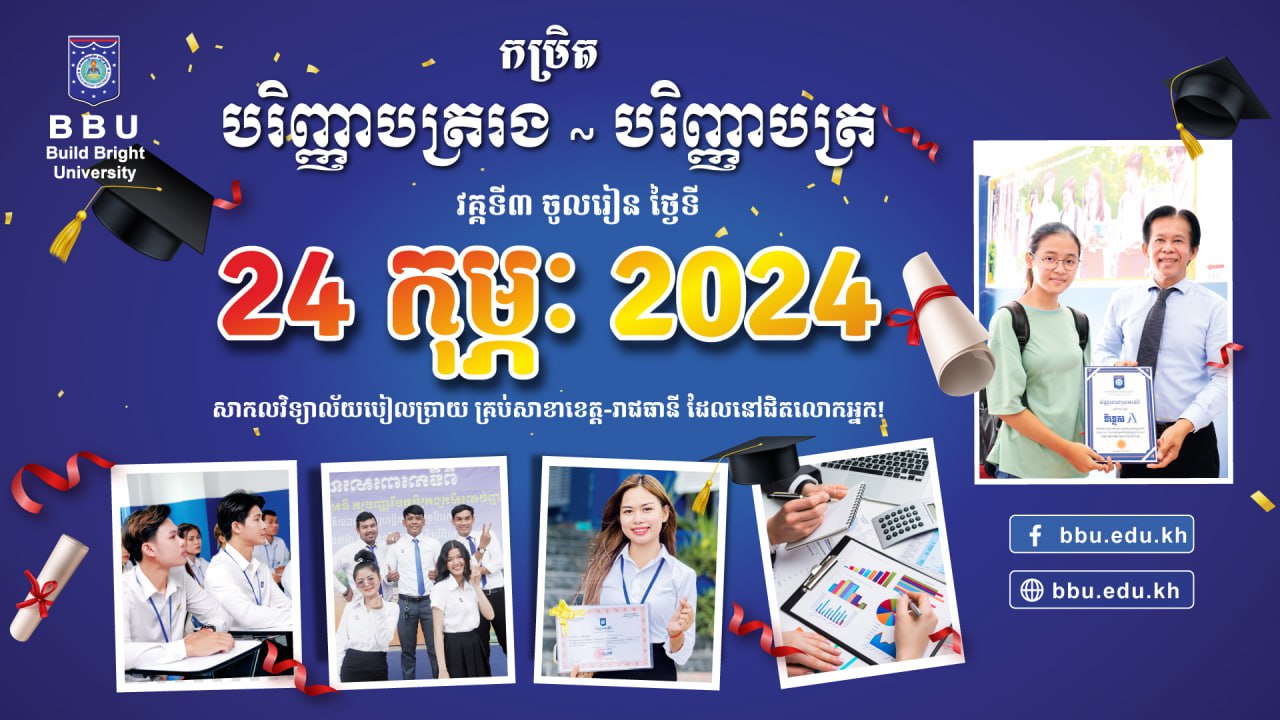 BBU
Build Bright
University
កម្រិត
បរិញ្ញាបត្ររង ~ បរិញ្ញាបត្រ
វគ្គទី៣ ចូលរៀន ថ្ងៃទី
24 កុម្ភៈ 2024
សាកលវិទ្យាល័យបៀលប្រាយ គ្រប់សាខាខេត្ត-រាជធានី ដែលនៅជិតលោកអ្នក!
និទ្ទេស A
bbu.edu.kh
bbu.edu.kh